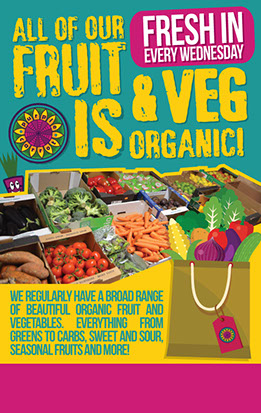 ALL OF OUR
FRUIT
& VEG
IS ORGANIC!
FRESH IN
EVERY WEDNESDAY
WE REGULARLY HAVE A BROAD RANGE
OF BEAUTIFUL ORGANIC FRUIT AND
VEGETABLES. EVERYTHING FROM
GREENS TO CARBS, SWEET AND SOUR,
SEASONAL FRUITS AND MORE!